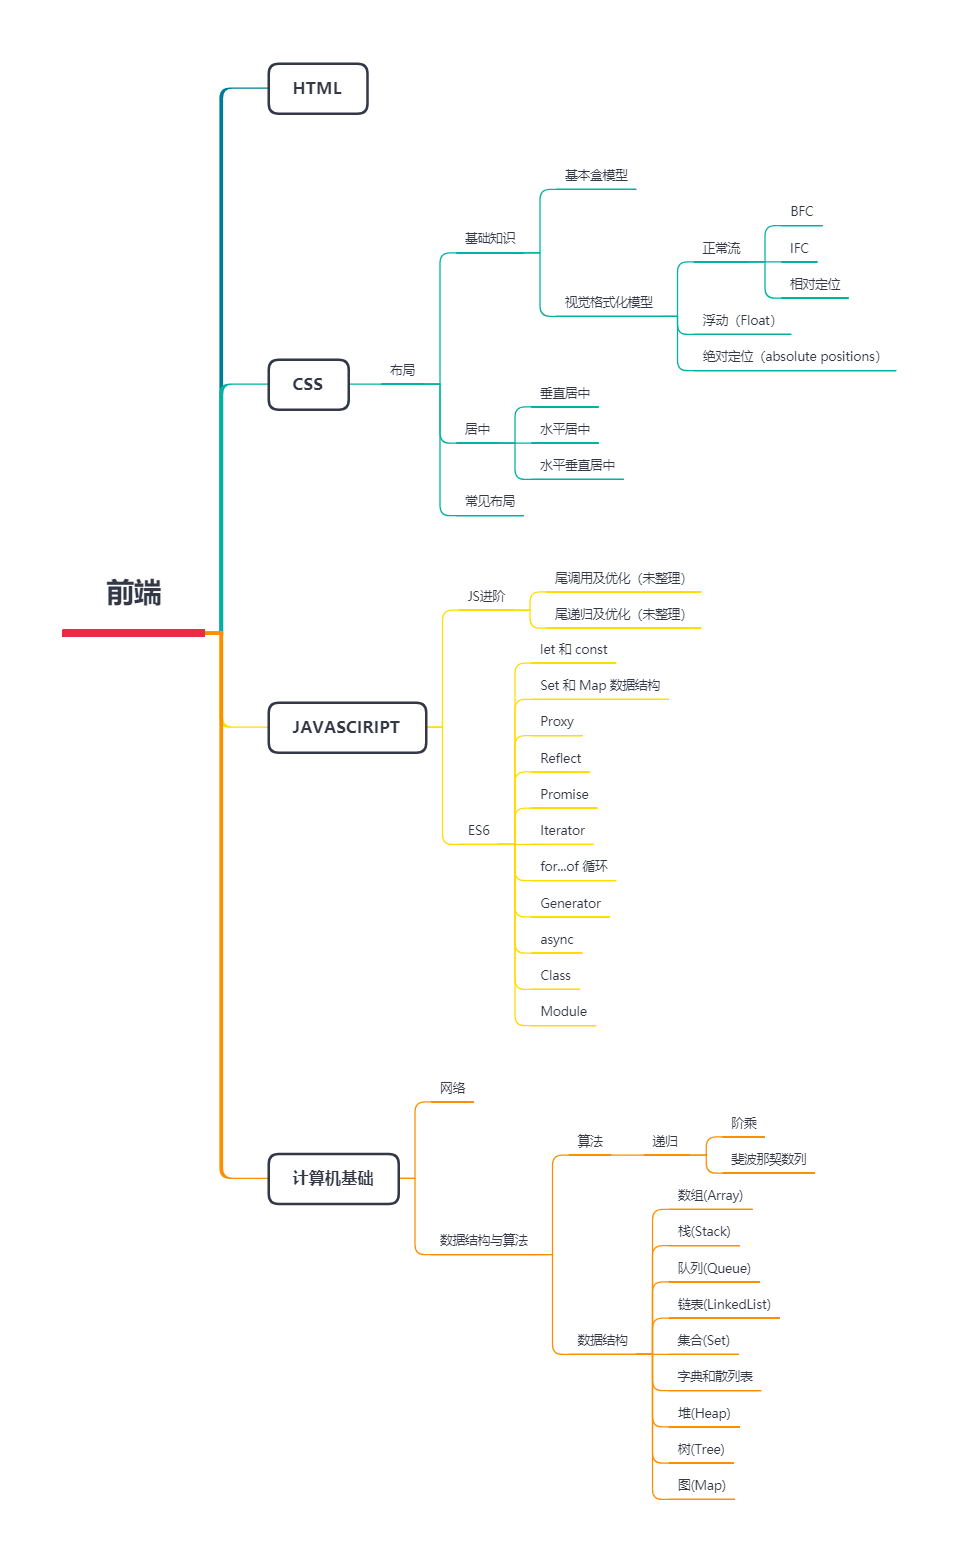 前端
HTML
CSS
布局
基础知识
基本盒模型
视觉格式化模型
正常流
BFC
IFC
相对定位
浮动（Float）
绝对定位（absolute positions）
居中
垂直居中
水平居中
水平垂直居中
常见布局
JAVASCIRIPT
JS进阶
尾调用及优化（未整理）
尾递归及优化（未整理）
ES6
let 和 const
Set 和 Map 数据结构
Proxy
Reflect
Promise
Iterator
for...of 循环
Generator
async
Class
Module
计算机基础
网络
数据结构与算法
算法
递归
阶乘
斐波那契数列
数据结构
数组(Array)
栈(Stack)
队列(Queue)
链表(LinkedList)
集合(Set)
字典和散列表
堆(Heap)
树(Tree)
图(Map)